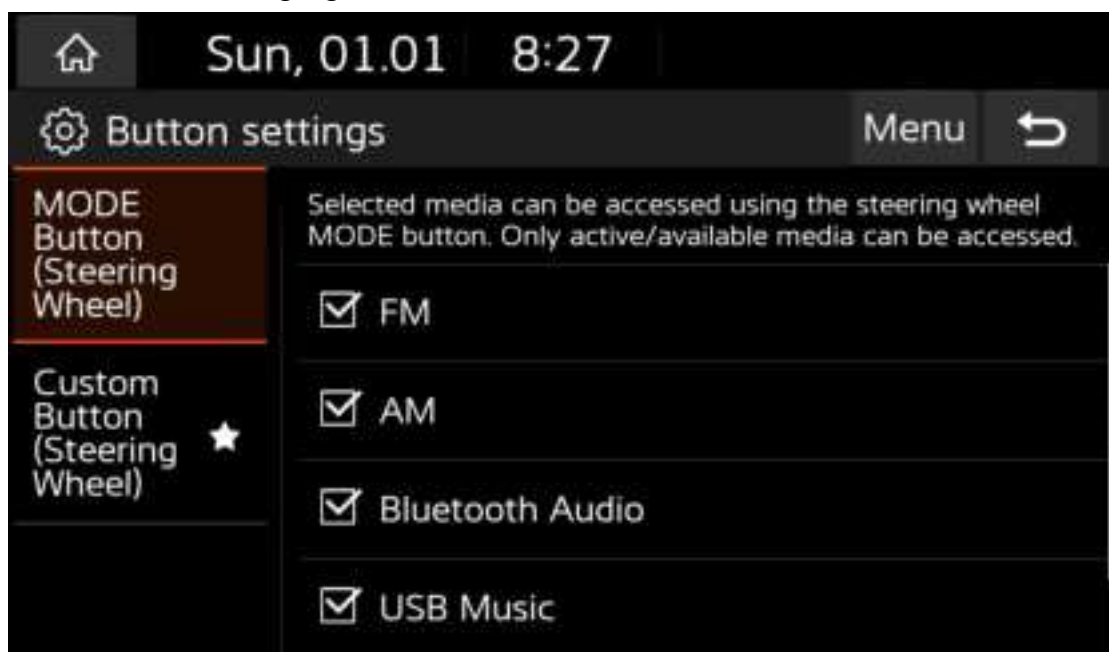 Sun, 01.01 8:27
Button settings Menu
MODE
Button
(Steering
Wheel)
Selected media can be accessed using the steering wheel
MODE button. Only active/available media can be accessed.
FM
Custom
Button
(Steering
Wheel)
AM
Bluetooth Audio
USB Music